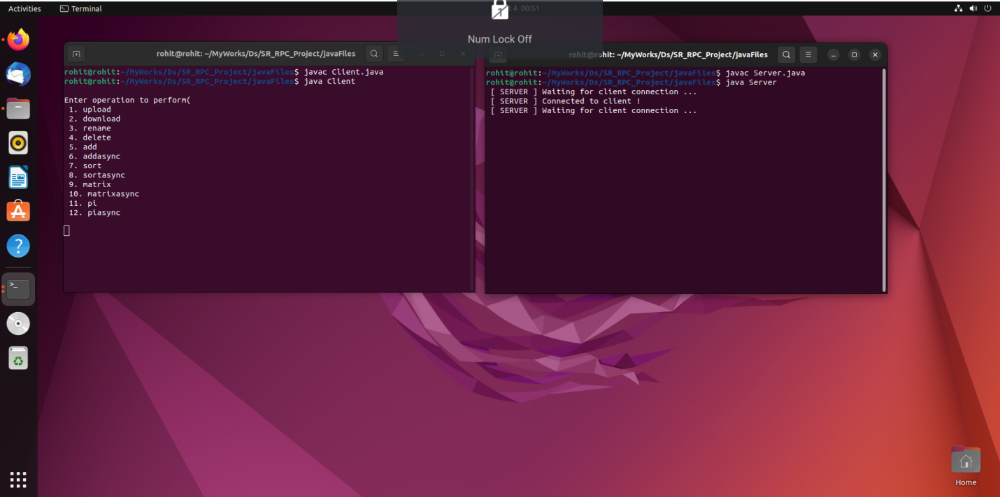 Activities
Terminal
4 00:51
Num Lock Off
rohit@rohit: ~/MyWorks/Ds/SR_RPC_Project/javaFiles
rohit@rohit:~/MyWorks/Ds/SR_RPC_Project/javaFiles$ javac Client.java
rohit@rohit:~/MyWorks/Ds/SR_RPC_Project/javaFiles$ java Client
Enter operation to perform(
1. upload
2. download
3. rename
4. delete
5. add
6. addasync
7. sort
8. sortasync
9. matrix
10. matrixasync
11. pi
12. piasync
rohit@rohit: ~/MyWorks/Ds/SR_RPC_Project/javaFiles
rohit@rohit:~/MyWorks/Ds/SR_RPC_Project/javaFiles$ javac Server.java
rohit@rohit:~/MyWorks/Ds/SR_RPC_Project/javaFiles$ java Server
[ SERVER ] Waiting for client connection ...
[ SERVER ] Connected to client !
[ SERVER ] Waiting for client connection ...
Home